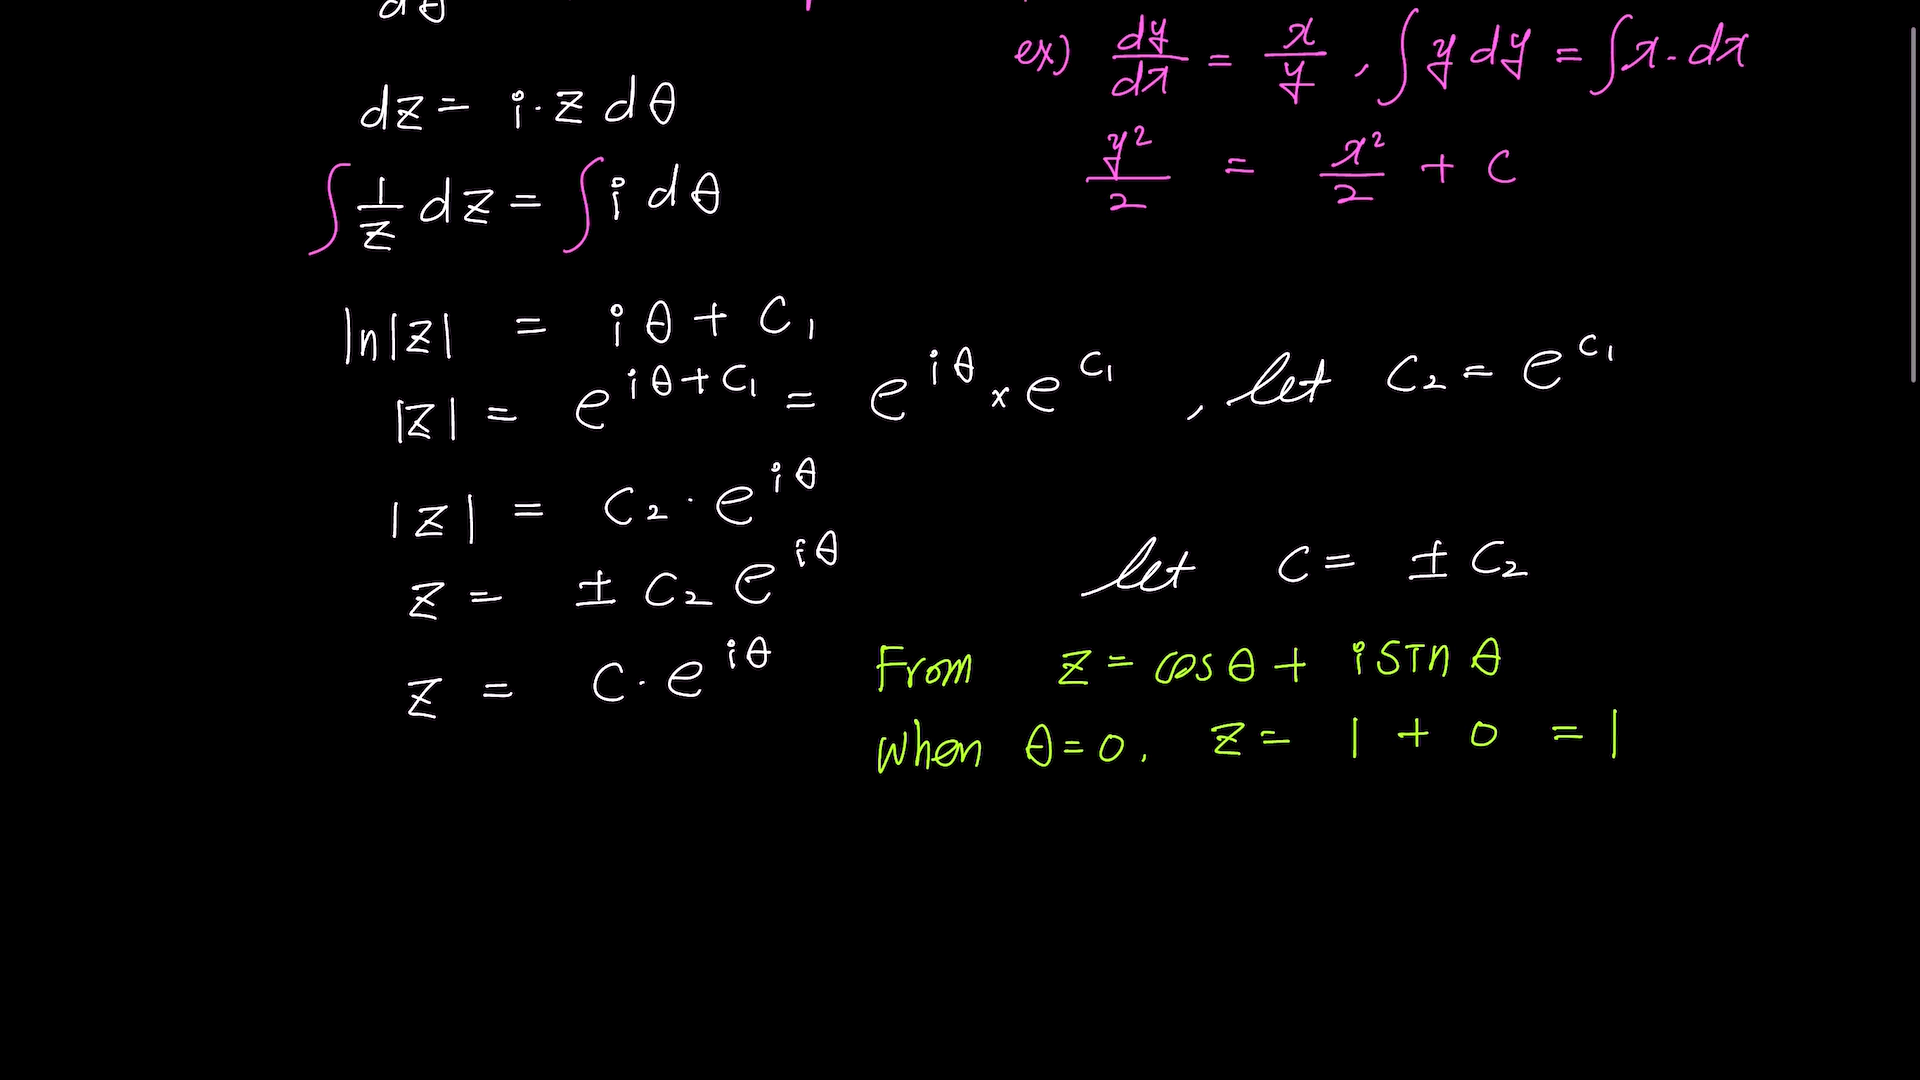 dθ
dz = i·z dθ
∫ 1/z dz = ∫ i dθ
ln|z| = iθ + C₁
|z| = e^{iθ+C₁} = e^{iθ} × e^{C₁} , let C₂ = e^{C₁}
|z| = C₂·e^{iθ}
z = ± C₂ e^{iθ} let C = ± C₂
z = C·e^{iθ}
ex) dy/dx = x/y , ∫ y dy = ∫ x·dx
y²/2 = x²/2 + C
From z = cosθ + i sin θ
When θ=0, z = 1 + 0 = 1